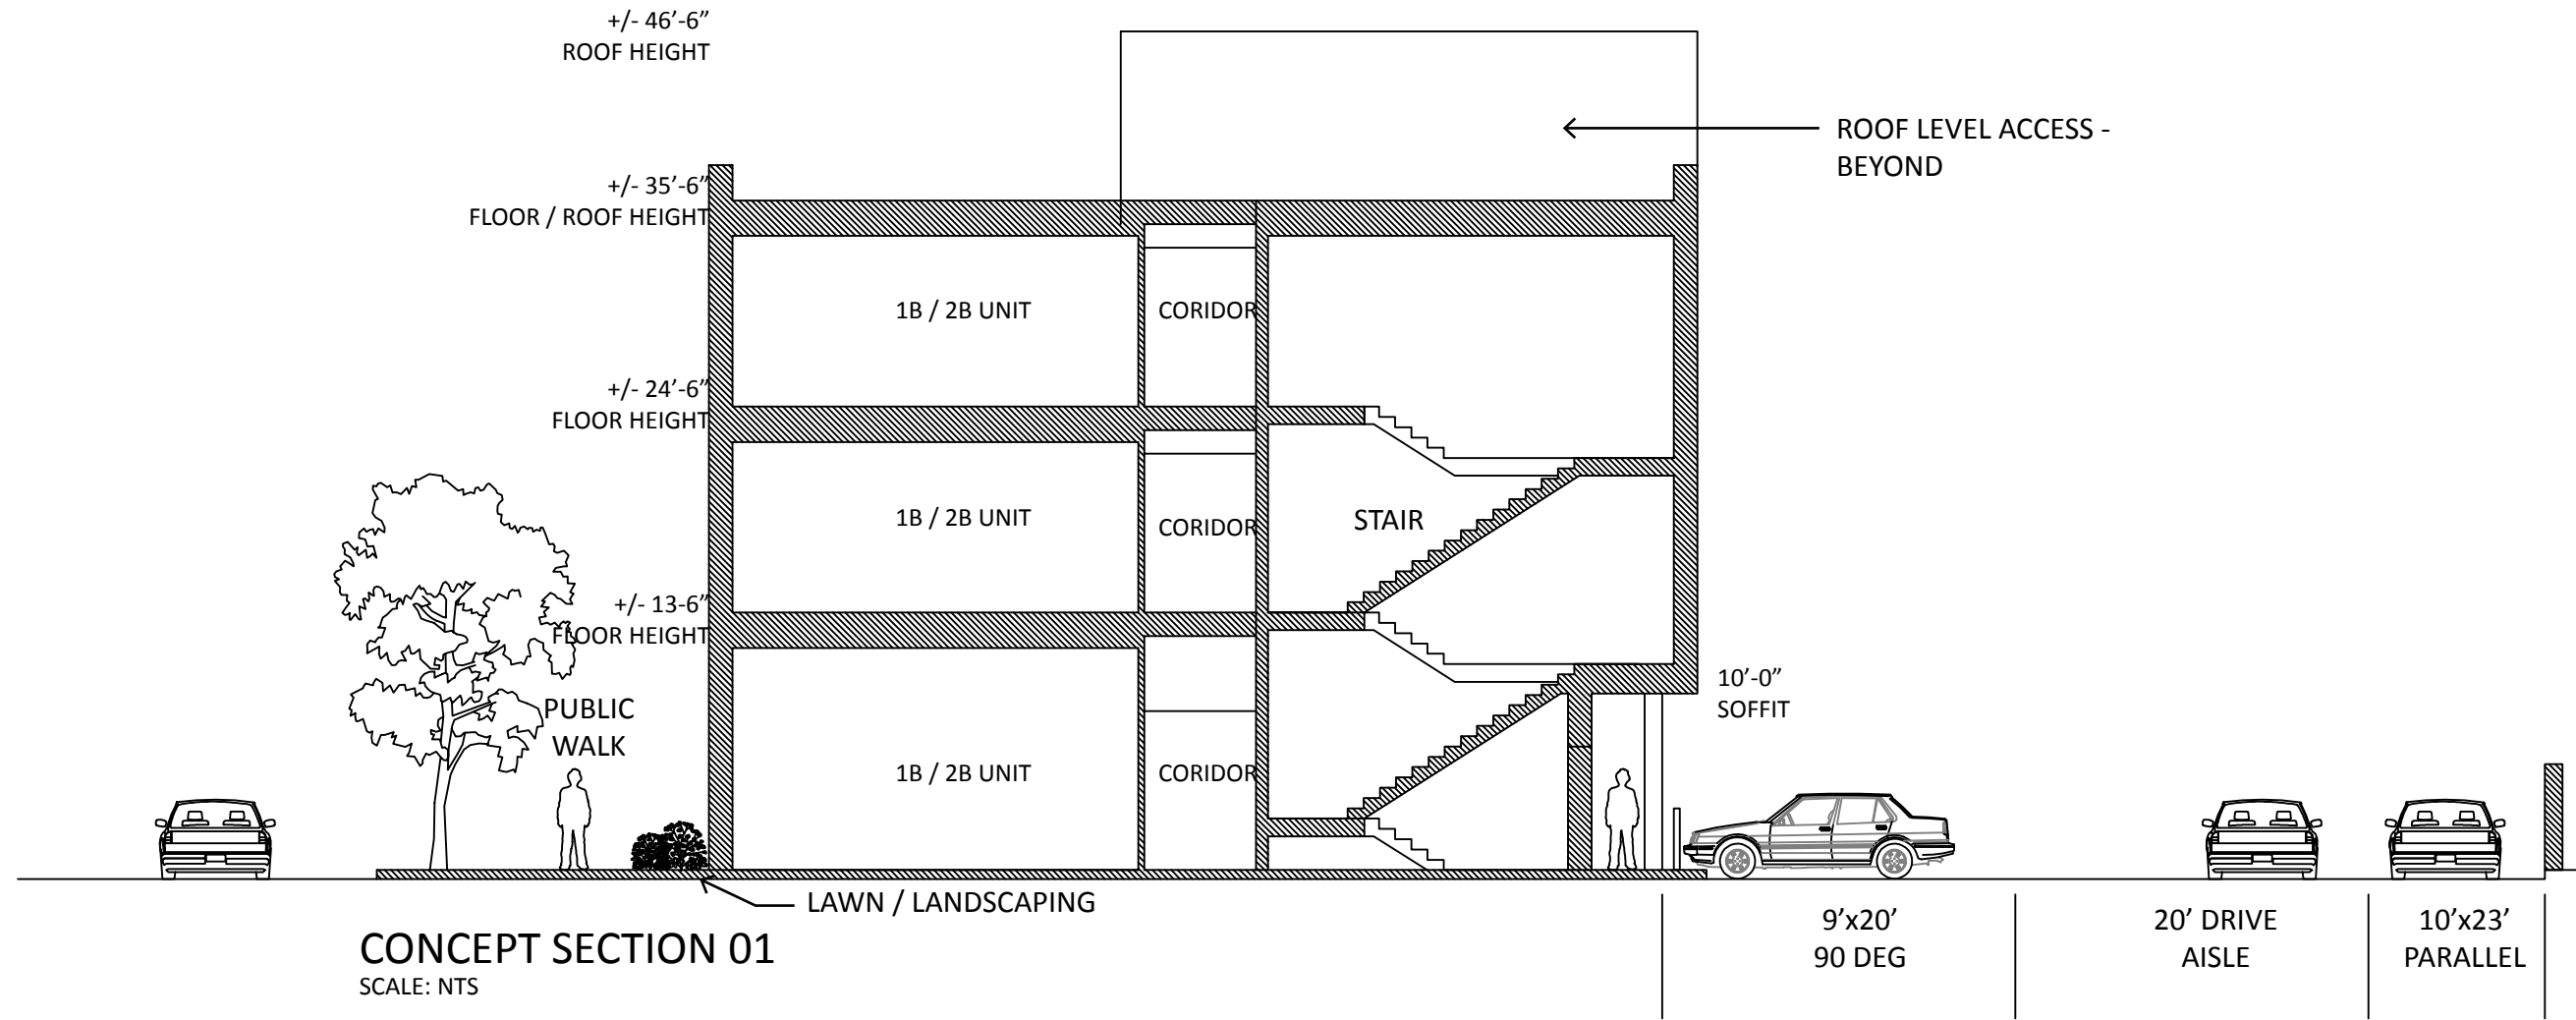 +/- 46’-6”
ROOF HEIGHT
ROOF LEVEL ACCESS -
BEYOND
+/- 35’-6”
FLOOR / ROOF HEIGHT
1B / 2B UNIT
CORIDOR
+/- 24’-6”
FLOOR HEIGHT
1B / 2B UNIT
CORIDOR
STAIR
+/- 13-6”
FLOOR HEIGHT
10’-0”
SOFFIT
PUBLIC
WALK
1B / 2B UNIT
CORIDOR
LAWN / LANDSCAPING
9’x20’
90 DEG
20’ DRIVE
AISLE
10’x23’
PARALLEL
CONCEPT SECTION 01
SCALE: NTS